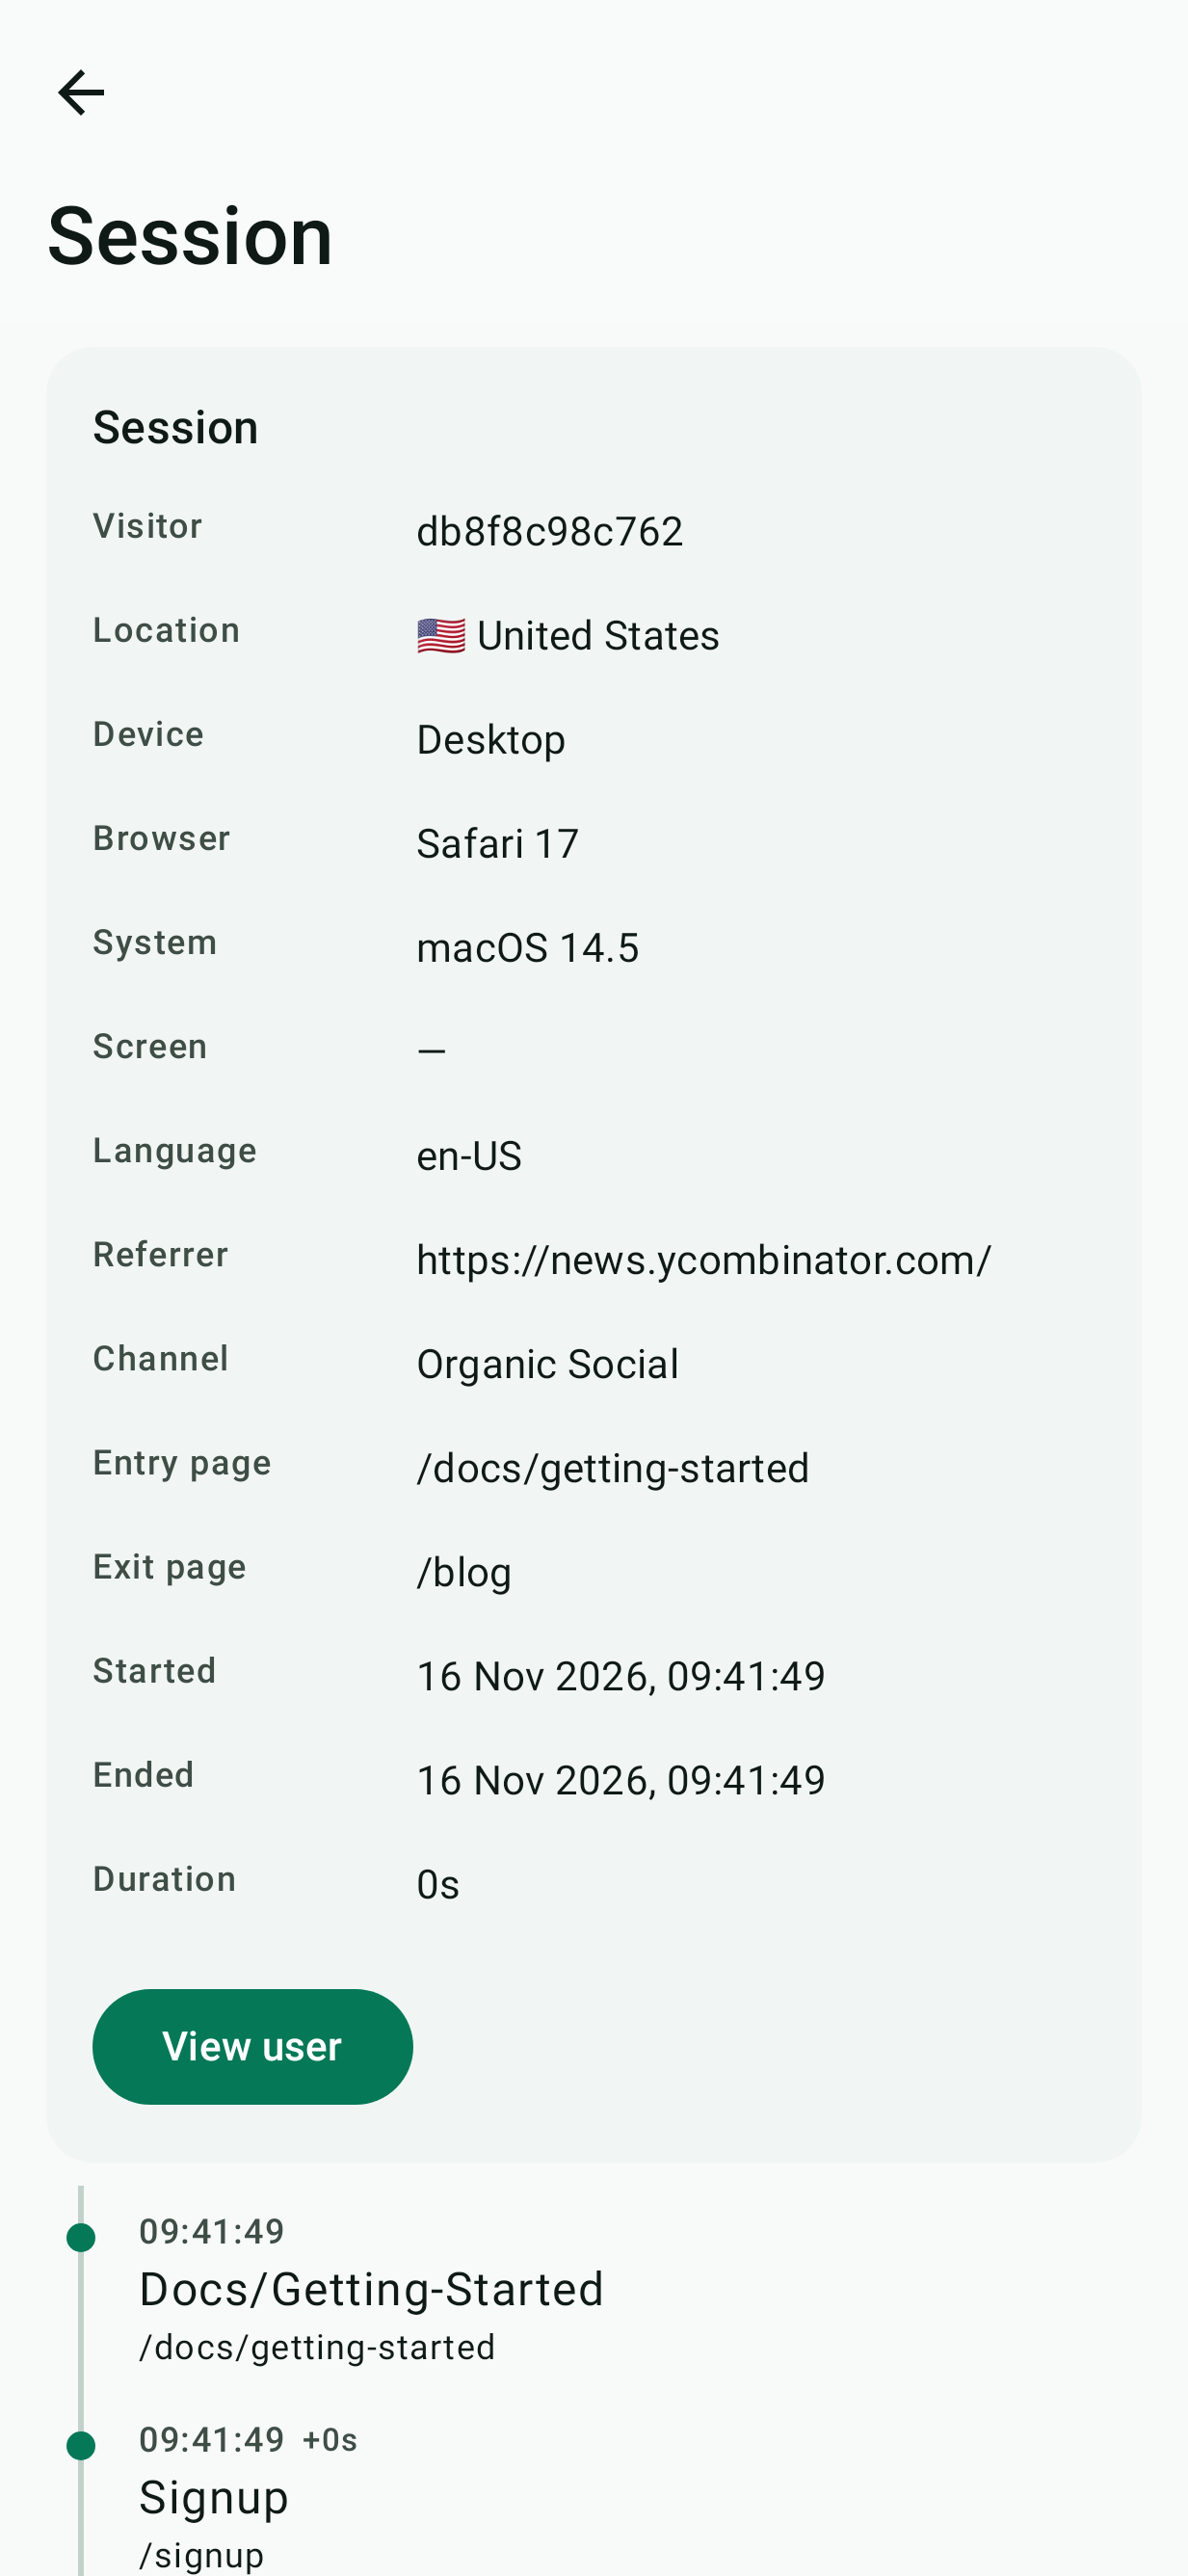 Session
Session
Visitor db8f8c98c762
Location 🇺🇸 United States
Device Desktop
Browser Safari 17
System macOS 14.5
Screen —
Language en-US
Referrer https://news.ycombinator.com/
Channel Organic Social
Entry page /docs/getting-started
Exit page /blog
Started 16 Nov 2026, 09:41:49
Ended 16 Nov 2026, 09:41:49
Duration 0s
View user
09:41:49
Docs/Getting-Started
/docs/getting-started
09:41:49 +0s
Signup
/signup